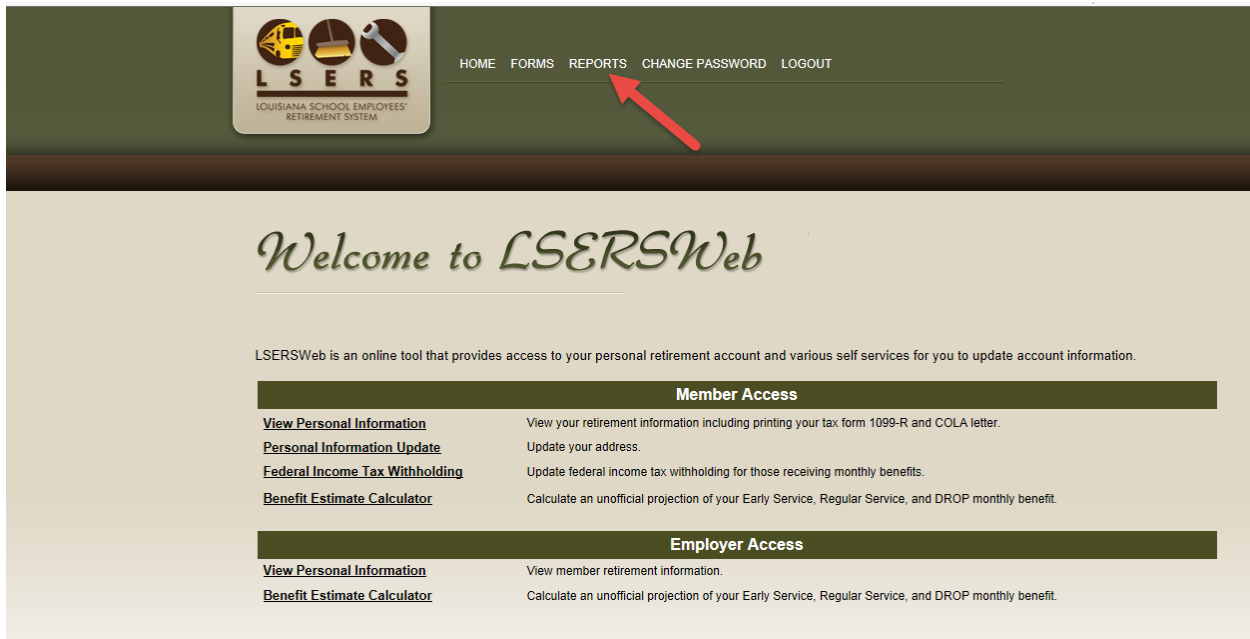 LSERS
LOUISIANA SCHOOL EMPLOYEES'
RETIREMENT SYSTEM
HOME FORMS REPORTS CHANGE PASSWORD LOGOUT
Welcome to LSERSWeb
LSERSWeb is an online tool that provides access to your personal retirement account and various self services for you to update account information.
Member Access
View Personal Information View your retirement information including printing your tax form 1099-R and COLA letter.
Personal Information Update Update your address.
Federal Income Tax Withholding Update federal income tax withholding for those receiving monthly benefits.
Benefit Estimate Calculator Calculate an unofficial projection of your Early Service, Regular Service, and DROP monthly benefit.
Employer Access
View Personal Information View member retirement information.
Benefit Estimate Calculator Calculate an unofficial projection of your Early Service, Regular Service, and DROP monthly benefit.